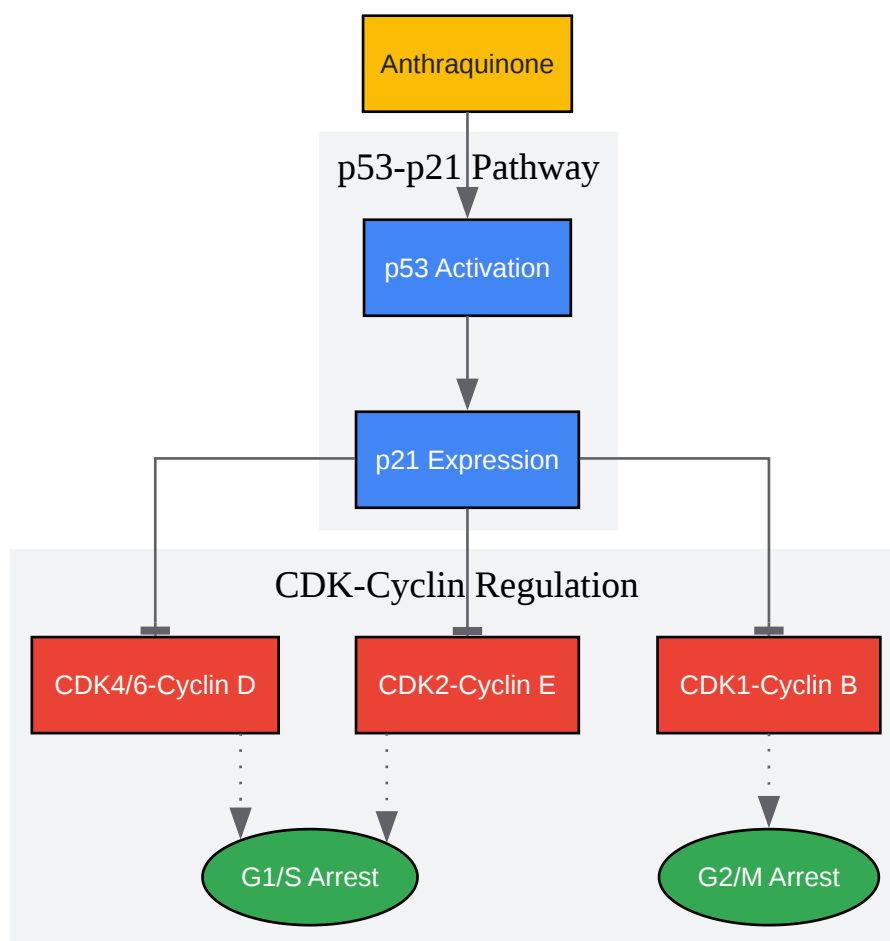 Anthraquinone
p53-p21 Pathway
p53 Activation
p21 Expression
CDK-Cyclin Regulation
CDK4/6-Cyclin D
CDK2-Cyclin E
CDK1-Cyclin B
G1/S Arrest
G2/M Arrest